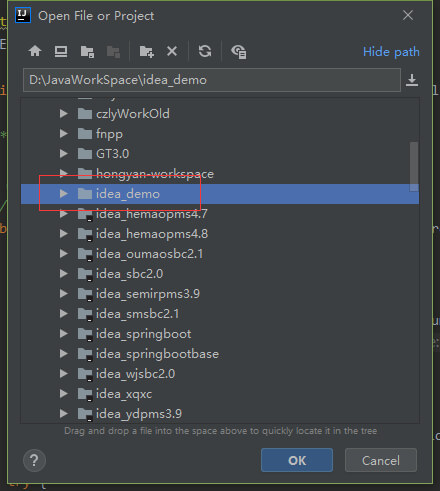 Open File or Project
Hide path
D:\JavaWorkSpace\idea_demo
czlyWorkOld
fnpp
GT3.0
hongyan-workspace
idea_demo
idea_hemaopms4.7
idea_hemaopms4.8
idea_oumaosbc2.1
idea_sbc2.0
idea_semirpms3.9
idea_smsbc2.1
idea_springboot
idea_springbootbase
idea_wjsbc2.0
idea_xqxc
idea_ydpms3.9
Drag and drop a file into the space above to quickly locate it in the tree
?
OK
Cancel